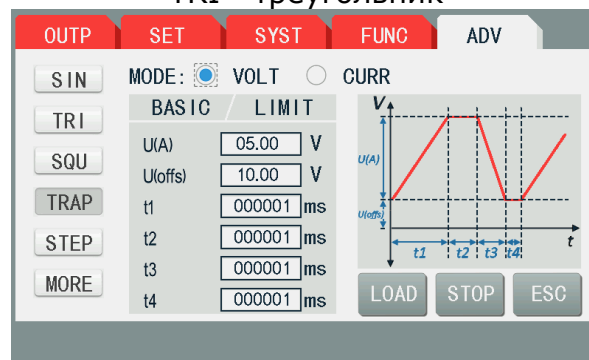 TRI - треугольник
OUTP SET SYST FUNC ADV
SIN
TRI
SQU
TRAP
STEP
MORE
MODE: VOLT CURR
BASIC / LIMIT
U(A) 05.00 V
U(offs) 10.00 V
t1 000001 ms
t2 000001 ms
t3 000001 ms
t4 000001 ms
V
U(A)
U(offs)
t1 t2 t3 t4 t
LOAD STOP ESC